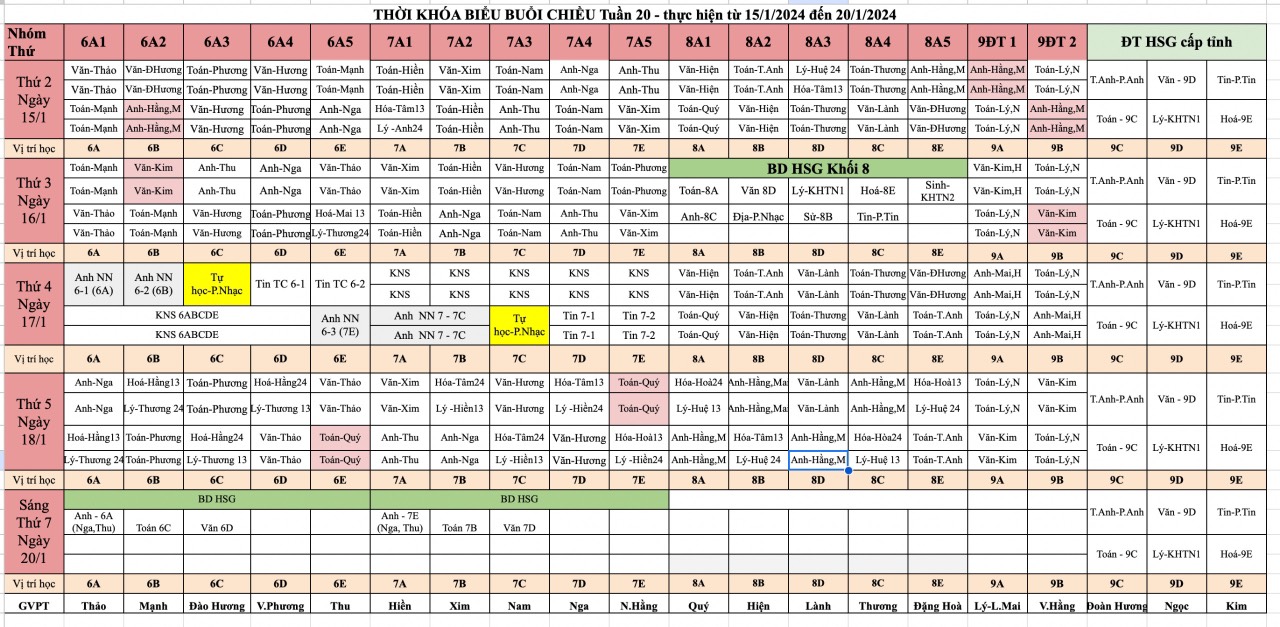 THỜI KHÓA BIỂU BUỔI CHIỀU Tuần 20 - thực hiện từ 15/1/2024 đến 20/1/2024
Nhóm Thứ 6A1 6A2 6A3 6A4 6A5 7A1 7A2 7A3 7A4 7A5 8A1 8A2 8A3 8A4 8A5 9ĐT 1 9ĐT 2 ĐT HSG cấp tỉnh
Thứ 2 Ngày 15/1
Văn-Thảo Văn-ĐHương Toán-Phương Văn-Hương Toán-Mạnh Toán-Hiền Văn-Xim Toán-Nam Anh-Nga Anh-Thu Văn-Hiện Toán-T.Anh Lý-Huệ 24 Toán-Thương Anh-Hằng,M Anh-Hằng,M Toán-Lý,N
T.Anh-P.Anh Văn - 9D Tin-P.Tin
Văn-Thảo Văn-ĐHương Toán-Phương Văn-Hương Toán-Mạnh Toán-Hiền Văn-Xim Toán-Nam Anh-Nga Anh-Thu Văn-Hiện Toán-T.Anh Hóa-Tâm13 Toán-Thương Anh-Hằng,M Anh-Hằng,M Toán-Lý,N
Toán-Mạnh Anh-Hằng,M Văn-Hương Toán-Phương Anh-Nga Hóa-Tâm13 Toán-Hiền Anh-Thu Toán-Nam Văn-Xim Toán-Quý Văn-Hiện Toán-Thương Văn-Lành Văn-ĐHương Toán-Lý,N Anh-Hằng,M
Toán - 9C Lý-KHTN1 Hoá-9E
Toán-Mạnh Anh-Hằng,M Văn-Hương Toán-Phương Anh-Nga Lý -Anh24 Toán-Hiền Anh-Thu Toán-Nam Văn-Xim Toán-Quý Văn-Hiện Toán-Thương Văn-Lành Văn-ĐHương Toán-Lý,N Anh-Hằng,M
Vị trí học 6A 6B 6C 6D 6E 7A 7B 7C 7D 7E 8A 8B 8D 8C 8E 9A 9B 9C 9D 9E
Thứ 3 Ngày 16/1
Toán-Mạnh Văn-Kim Anh-Thu Anh-Nga Văn-Thảo Văn-Xim Toán-Hiền Văn-Hương Toán-Nam Toán-Phương BD HSG Khối 8 Văn-Kim,H Toán-Lý,N
T.Anh-P.Anh Văn - 9D Tin-P.Tin
Toán-Mạnh Văn-Kim Anh-Thu Anh-Nga Văn-Thảo Văn-Xim Toán-Hiền Văn-Hương Toán-Nam Toán-Phương Toán-8A Văn 8D Lý-KHTN1 Hoá-8E Sinh-KHTN2 Văn-Kim,H Toán-Lý,N
Văn-Thảo Toán-Mạnh Văn-Hương Toán-Phương Hoá-Mai 13 Toán-Hiền Anh-Nga Toán-Nam Anh-Thu Văn-Xim Anh-8C Địa-P.Nhạc Sử-8B Tin-P.Tin Toán-Lý,N Văn-Kim
Toán - 9C Lý-KHTN1 Hoá-9E
Văn-Thảo Toán-Mạnh Văn-Hương Toán-Phương Lý-Thương24 Toán-Hiền Anh-Nga Toán-Nam Anh-Thu Văn-Xim Toán-Lý,N Văn-Kim
Vị trí học 6A 6B 6C 6D 6E 7A 7B 7C 7D 7E 8A 8B 8D 8C 8E 9A 9B 9C 9D 9E
Thứ 4 Ngày 17/1
Anh NN 6-1 (6A) Anh NN 6-2 (6B) Tự học-P.Nhạc Tin TC 6-1 Tin TC 6-2
KNS KNS KNS KNS KNS Văn-Hiện Toán-T.Anh Văn-Lành Toán-Thương Văn-ĐHương Anh-Mai,H Toán-Lý,N
T.Anh-P.Anh Văn - 9D Tin-P.Tin
KNS KNS KNS KNS KNS Văn-Hiện Toán-T.Anh Văn-Lành Toán-Thương Văn-ĐHương Anh-Mai,H Toán-Lý,N
KNS 6ABCDE Anh NN 6-3 (7E) Anh NN 7 - 7C Tự học-P.Nhạc Tin 7-1 Tin 7-2 Toán-Quý Văn-Hiện Toán-Thương Văn-Lành Toán-T.Anh Toán-Lý,N Anh-Mai,H
Toán - 9C Lý-KHTN1 Hoá-9E
KNS 6ABCDE Anh NN 7 - 7C Tin 7-1 Tin 7-2 Toán-Quý Văn-Hiện Toán-Thương Văn-Lành Toán-T.Anh Toán-Lý,N Anh-Mai,H
Vị trí học 6A 6B 6C 6D 6E 7A 7B 7C 7D 7E 8A 8B 8D 8C 8E 9A 9B 9C 9D 9E
Thứ 5 Ngày 18/1
Anh-Nga Hoá-Hằng13 Toán-Phương Hoá-Hằng24 Văn-Thảo Văn-Xim Hóa-Tâm24 Văn-Hương Hóa-Tâm13 Toán-Quý Hóa-Hoà24 Anh-Hằng,Mai Văn-Lành Anh-Hằng,M Hóa-Hoà13 Toán-Lý,N Văn-Kim
T.Anh-P.Anh Văn - 9D Tin-P.Tin
Anh-Nga Lý-Thương 24 Toán-Phương Lý-Thương 13 Văn-Thảo Văn-Xim Lý -Hiền13 Văn-Hương Lý -Hiền24 Toán-Quý Lý-Huệ 13 Anh-Hằng,Mai Văn-Lành Anh-Hằng,M Lý-Huệ 24 Toán-Lý,N Văn-Kim
Hoá-Hằng13 Toán-Phương Hoá-Hằng24 Văn-Thảo Toán-Quý Anh-Thu Anh-Nga Hóa-Tâm24 Văn-Hương Hóa-Hoà13 Anh-Hằng,M Hóa-Tâm13 Anh-Hằng,M Hóa-Hòa24 Toán-T.Anh Văn-Kim Toán-Lý,N
Toán - 9C Lý-KHTN1 Hoá-9E
Lý-Thương 24 Toán-Phương Lý-Thương 13 Văn-Thảo Toán-Quý Anh-Thu Anh-Nga Lý -Hiền13 Văn-Hương Lý -Hiền24 Anh-Hằng,M Lý-Huệ 24 Anh-Hằng,M Lý-Huệ 13 Toán-T.Anh Văn-Kim Toán-Lý,N
Vị trí học 6A 6B 6C 6D 6E 7A 7B 7C 7D 7E 8A 8B 8D 8C 8E 9A 9B 9C 9D 9E
Sáng Thứ 7 Ngày 20/1
BD HSG BD HSG
T.Anh-P.Anh Văn - 9D Tin-P.Tin
Anh - 6A (Nga,Thu) Toán 6C Văn 6D Anh - 7E (Nga, Thu) Toán 7B Văn 7D
Toán - 9C Lý-KHTN1 Hoá-9E
Vị trí học 6A 6B 6C 6D 6E 7A 7B 7C 7D 7E 8A 8B 8D 8C 8E 9A 9B 9C 9D 9E
GVPT Thảo Mạnh Đào Hương V.Phương Thu Hiền Xim Nam Nga N.Hằng Quý Hiện Lành Thương Đặng Hoà Lý-L.Mai V.Hằng Đoàn Hương Ngọc Kim